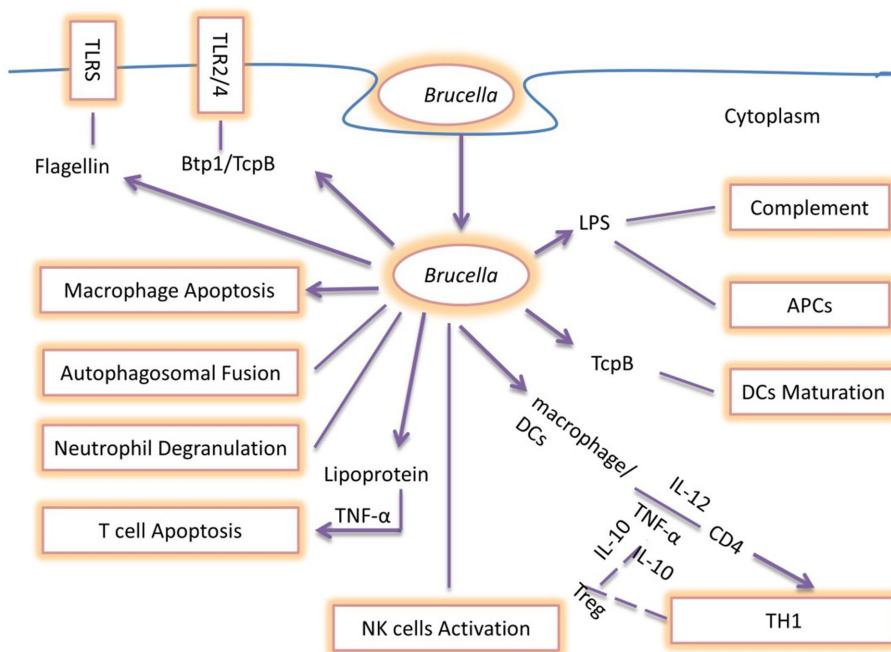 TLRS
TLR2/4
Brucella
Cytoplasm
Flagellin
Btp1/TcpB
LPS
Complement
Brucella
Macrophage Apoptosis
APCs
Autophagosomal Fusion
TcpB
DCs Maturation
macrophage/
DCs
Neutrophil Degranulation
Lipoprotein
TNF-α
T cell Apoptosis
IL-12
TNF-α
CD4
IL-10
IL-10
Treg
NK cells Activation
TH1